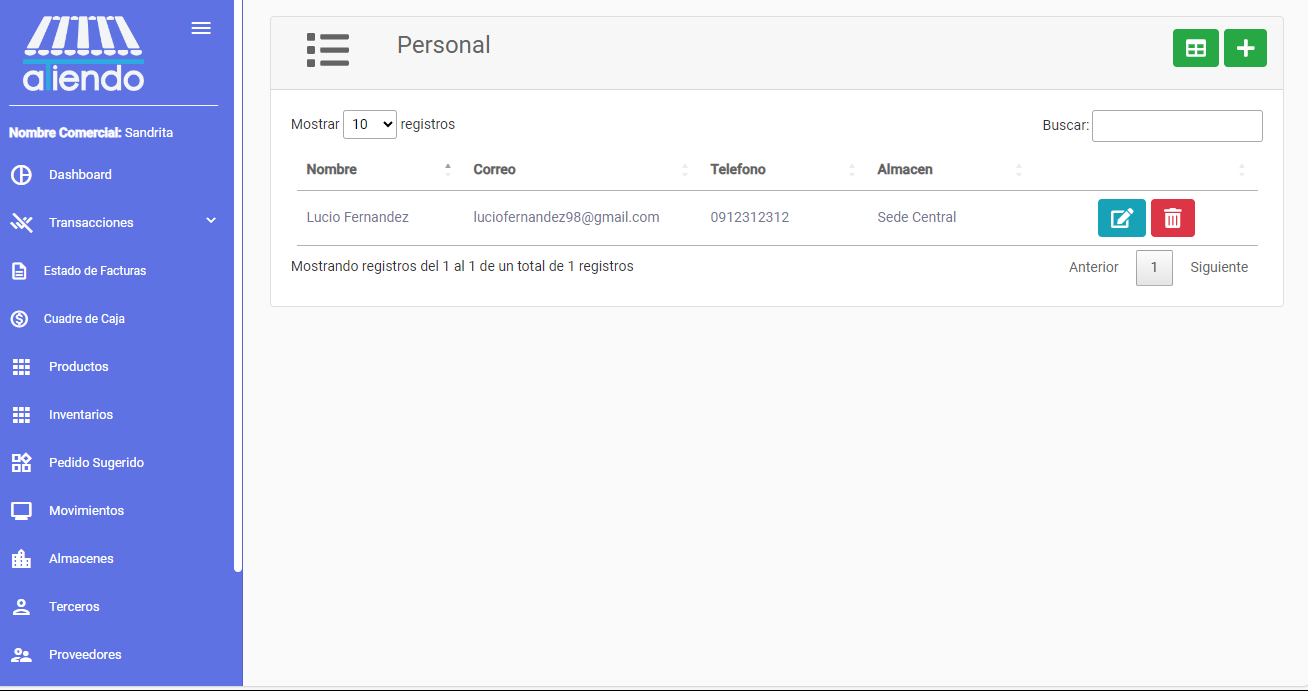 aTiendo
Nombre Comercial: Sandrita
Dashboard
Transacciones
Estado de Facturas
Cuadre de Caja
Productos
Inventarios
Pedido Sugerido
Movimientos
Almacenes
Terceros
Proveedores
Personal
Mostrar 10 registros
Buscar:
Nombre Correo Telefono Almacen
Lucio Fernandez luciofernandez98@gmail.com 0912312312 Sede Central
Mostrando registros del 1 al 1 de un total de 1 registros
Anterior 1 Siguiente